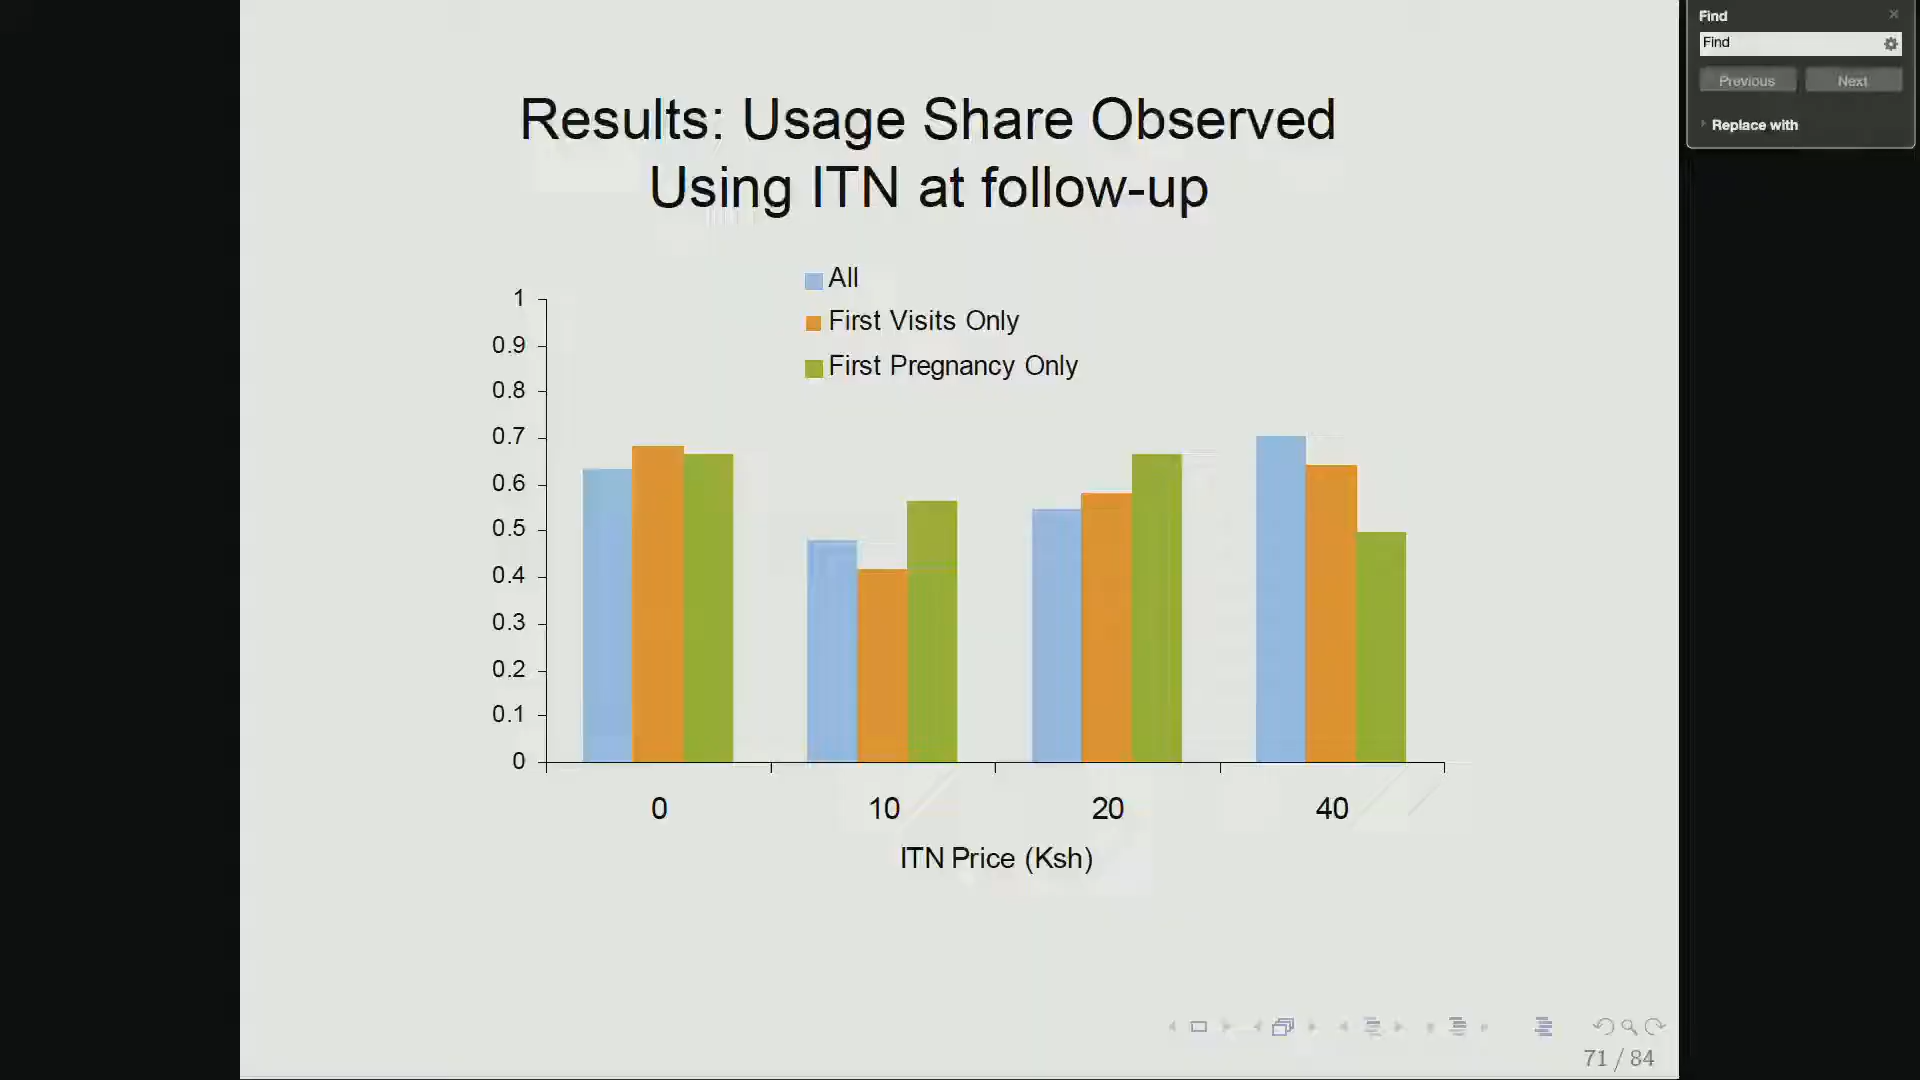 Find
Find
Previous Next
Replace with
Results: Usage Share Observed
Using ITN at follow-up
All
First Visits Only
First Pregnancy Only
1
0.9
0.8
0.7
0.6
0.5
0.4
0.3
0.2
0.1
0
0 10 20 40
ITN Price (Ksh)
71 / 84